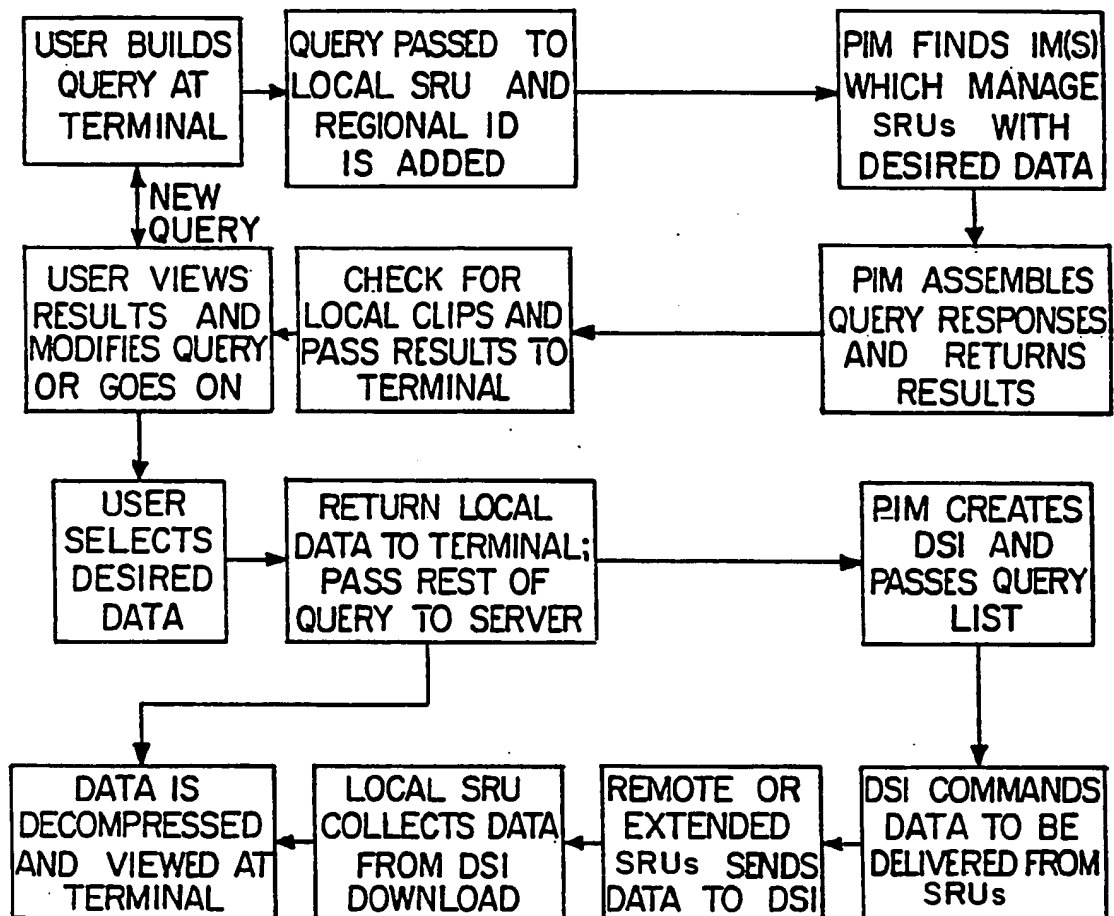 USER BUILDS
QUERY AT
TERMINAL
QUERY PASSED TO
LOCAL SRU AND
REGIONAL ID
IS ADDED
PIM FINDS IM(S)
WHICH MANAGE
SRUs WITH
DESIRED DATA
NEW
QUERY
USER VIEWS
RESULTS AND
MODIFIES QUERY
OR GOES ON
CHECK FOR
LOCAL CLIPS AND
PASS RESULTS TO
TERMINAL
PIM ASSEMBLES
QUERY RESPONSES
AND RETURNS
RESULTS
USER
SELECTS
DESIRED
DATA
RETURN LOCAL
DATA TO TERMINAL;
PASS REST OF
QUERY TO SERVER
PIM CREATES
DSI AND
PASSES QUERY
LIST
DATA IS
DECOMPRESSED
AND VIEWED AT
TERMINAL
LOCAL SRU
COLLECTS DATA
FROM DSI
DOWNLOAD
REMOTE OR
EXTENDED
SRUs SENDS
DATA TO DSI
DSI COMMANDS
DATA TO BE
DELIVERED FROM
SRUs